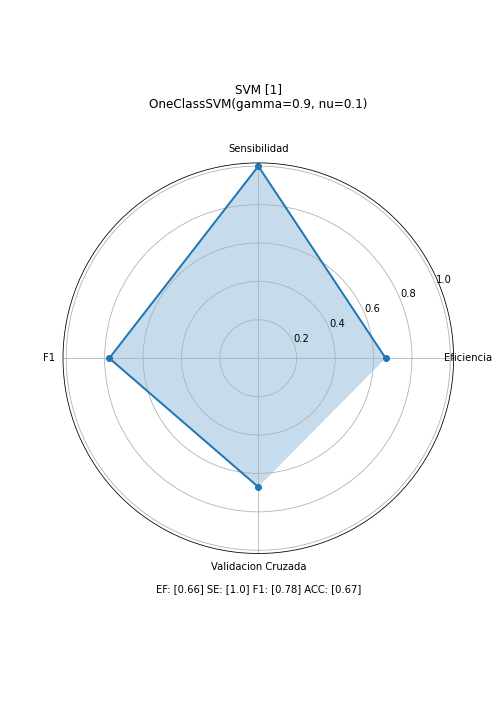 SVM [1]
OneClassSVM(gamma=0.9, nu=0.1)
Sensibilidad
1.0
0.8
0.6
0.4
0.2
F1
Eficiencia
Validacion Cruzada
EF: [0.66] SE: [1.0] F1: [0.78] ACC: [0.67]